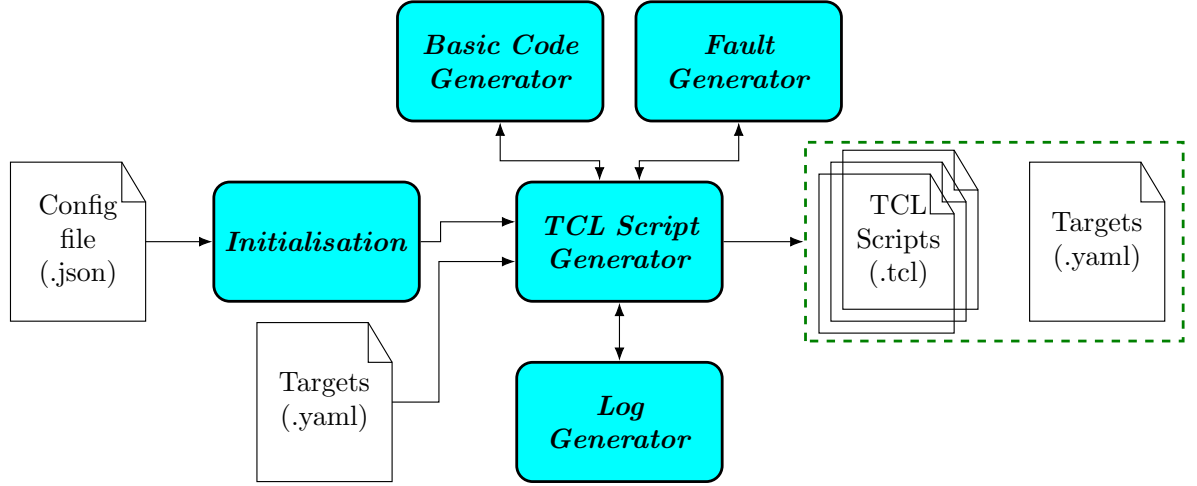 Basic Code
Generator
Fault
Generator
Config
file
(.json)
Initialisation
TCL Script
Generator
TCL
Scripts
(.tcl)
Targets
(.yaml)
Targets
(.yaml)
Log
Generator